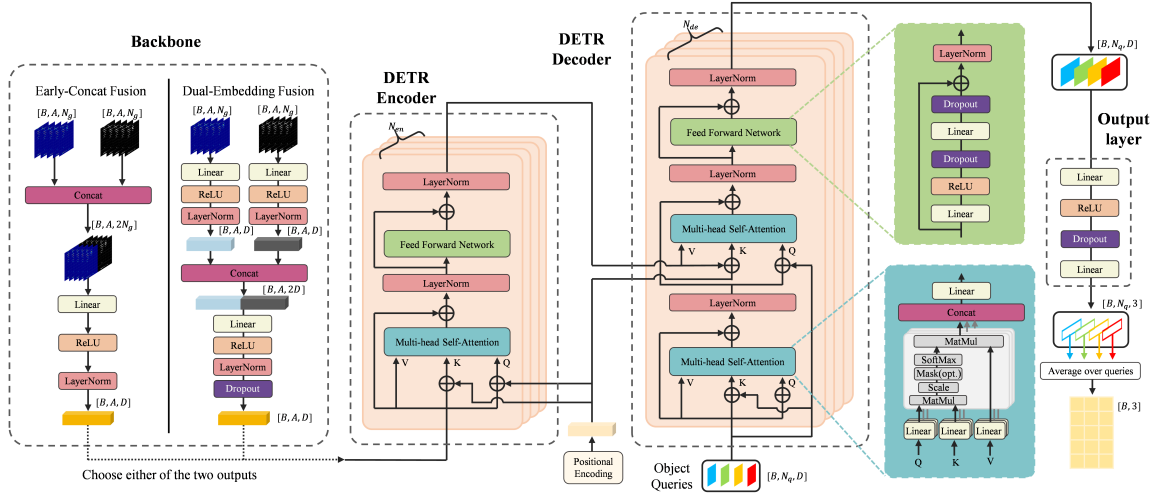 Backbone
Early-Concat Fusion
[B, A, N_g]
[B, A, N_g]
Concat
[B, A, 2N_g]
Linear
ReLU
LayerNorm
[B, A, D]
Dual-Embedding Fusion
[B, A, N_g]
[B, A, N_g]
Linear
Linear
ReLU
ReLU
LayerNorm
LayerNorm
[B, A, D]
[B, A, D]
Concat
[B, A, 2D]
Linear
ReLU
LayerNorm
Dropout
[B, A, D]
Choose either of the two outputs
DETR
Encoder
N_en
LayerNorm
Feed Forward Network
LayerNorm
Multi-head Self-Attention
V
K
Q
Positional
Encoding
DETR
Decoder
N_de
LayerNorm
Feed Forward Network
LayerNorm
Multi-head Self-Attention
V
K
Q
LayerNorm
Multi-head Self-Attention
V
K
Q
Object
Queries
[B, N_q, D]
LayerNorm
Dropout
Linear
Dropout
ReLU
Linear
Linear
Concat
MatMul
SoftMax
Mask(opt.)
Scale
MatMul
Linear
Linear
Linear
Q
K
V
[B, N_q, D]
Output
layer
Linear
ReLU
Dropout
Linear
[B, N_q, 3]
Average over queries
[B, 3]